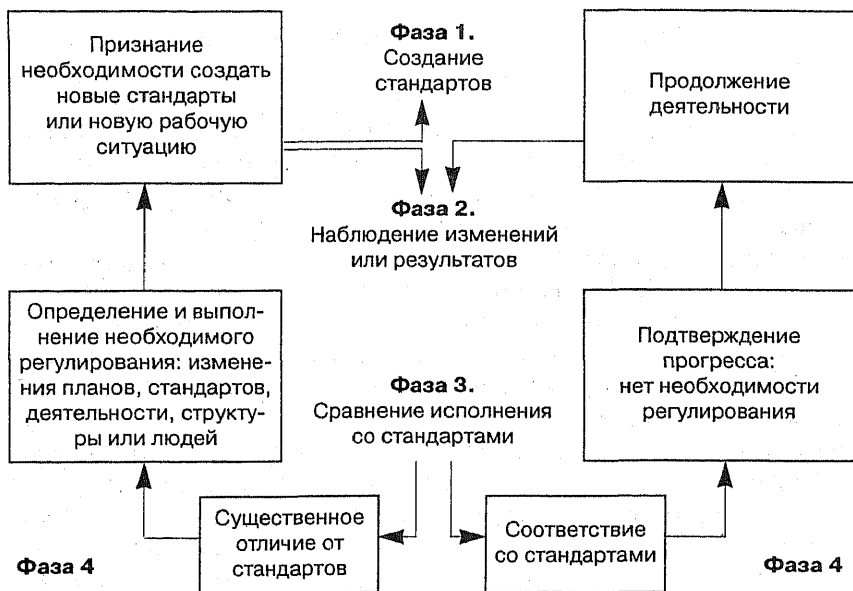 Признание
необходимости создать
новые стандарты
или новую рабочую
ситуацию
Фаза 1.
Создание
стандартов
Продолжение
деятельности
Фаза 2.
Наблюдение изменений
или результатов
Определение и выпол-
нение необходимого
регулирования: измене-
ния планов, стандартов,
деятельности, структу-
ры или людей
Фаза 3.
Сравнение исполнения
со стандартами
Подтверждение
прогресса:
нет необходимости
регулирования
Фаза 4
Существенное
отличие от
стандартов
Соответствие
со стандартами
Фаза 4